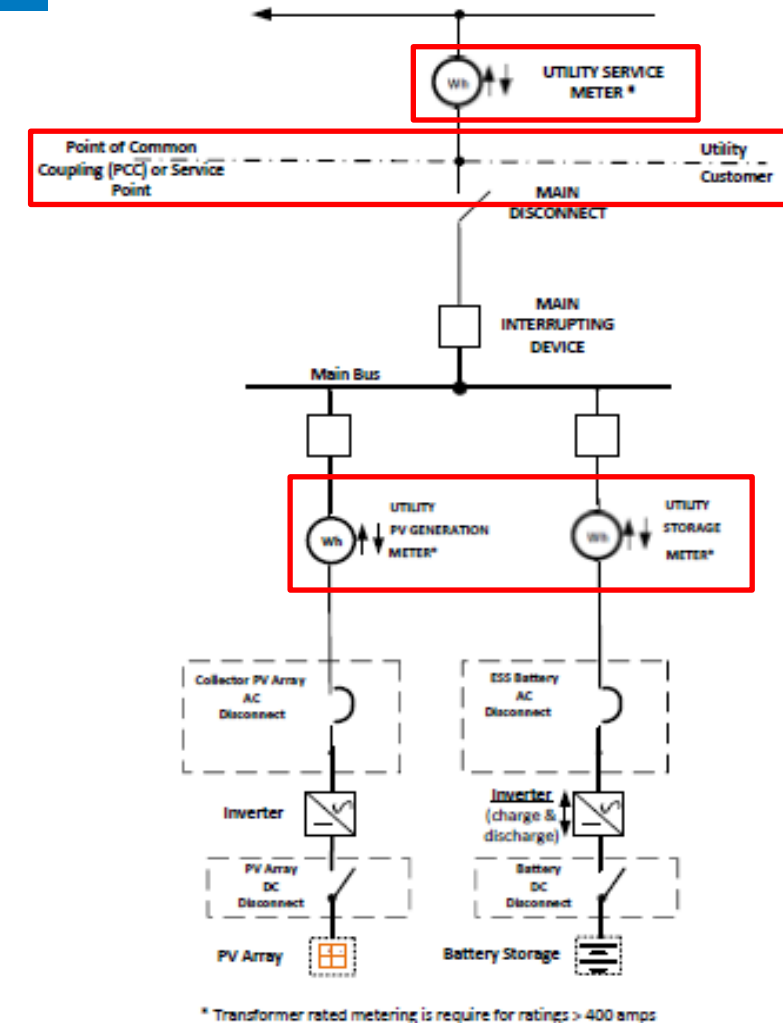 Wh
UTILITY SERVICE
METER *
Point of Common
Coupling (PCC) or Service
Point
Utility
Customer
MAIN
DISCONNECT
MAIN
INTERRUPTING
DEVICE
Main Bus
Wh
UTILITY
PV GENERATION
METER*
Wh
UTILITY
STORAGE
METER*
Collector PV Array
AC
Disconnect
ESS Battery
AC
Disconnect
Inverter
Inverter
(charge &
discharge)
PV Array
DC
Disconnect
Battery
DC
Disconnect
PV Array
Battery Storage
* Transformer rated metering is require for ratings > 400 amps